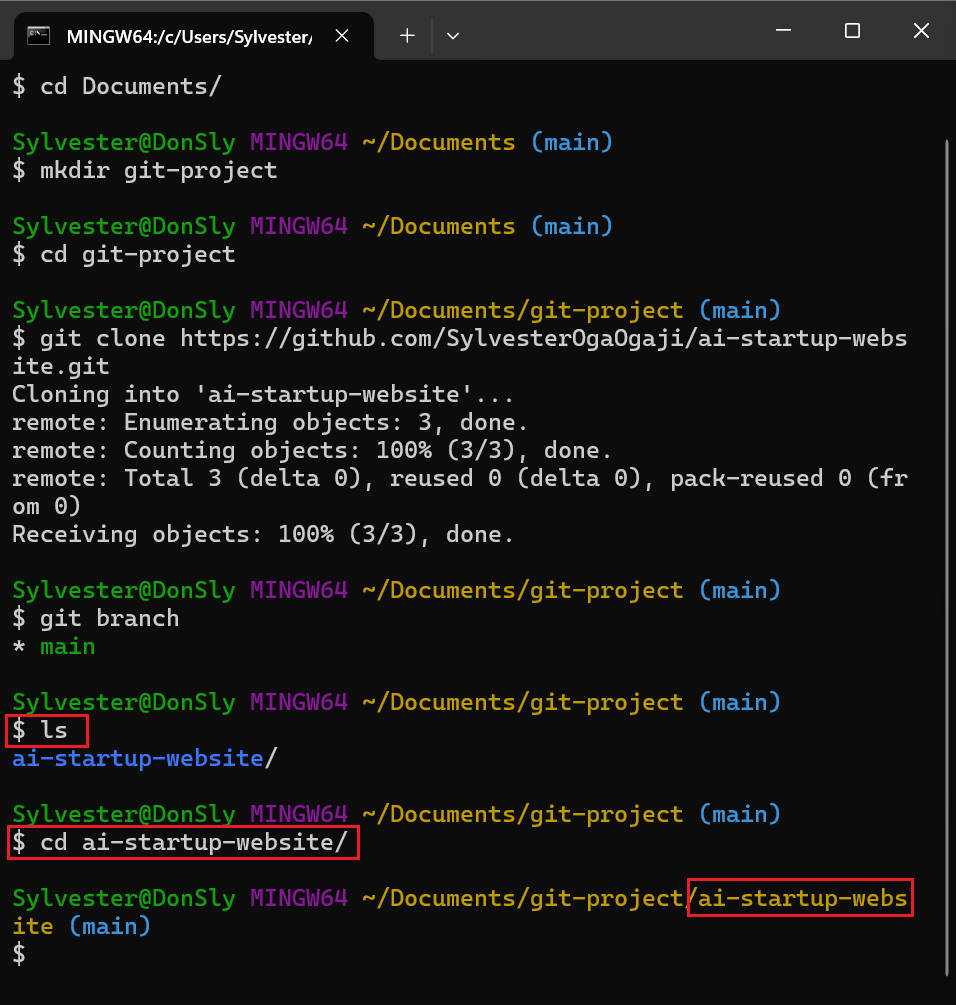 MINGW64:/c/Users/Sylvester/
$ cd Documents/
Sylvester@DonSly MINGW64 ~/Documents (main)
$ mkdir git-project
Sylvester@DonSly MINGW64 ~/Documents (main)
$ cd git-project
Sylvester@DonSly MINGW64 ~/Documents/git-project (main)
$ git clone https://github.com/SylvesterOgaOgaji/ai-startup-webs
ite.git
Cloning into 'ai-startup-website'...
remote: Enumerating objects: 3, done.
remote: Counting objects: 100% (3/3), done.
remote: Total 3 (delta 0), reused 0 (delta 0), pack-reused 0 (fr
om 0)
Receiving objects: 100% (3/3), done.
Sylvester@DonSly MINGW64 ~/Documents/git-project (main)
$ git branch
* main
Sylvester@DonSly MINGW64 ~/Documents/git-project (main)
$ ls
ai-startup-website/
Sylvester@DonSly MINGW64 ~/Documents/git-project (main)
$ cd ai-startup-website/
Sylvester@DonSly MINGW64 ~/Documents/git-project/ai-startup-webs
ite (main)
$